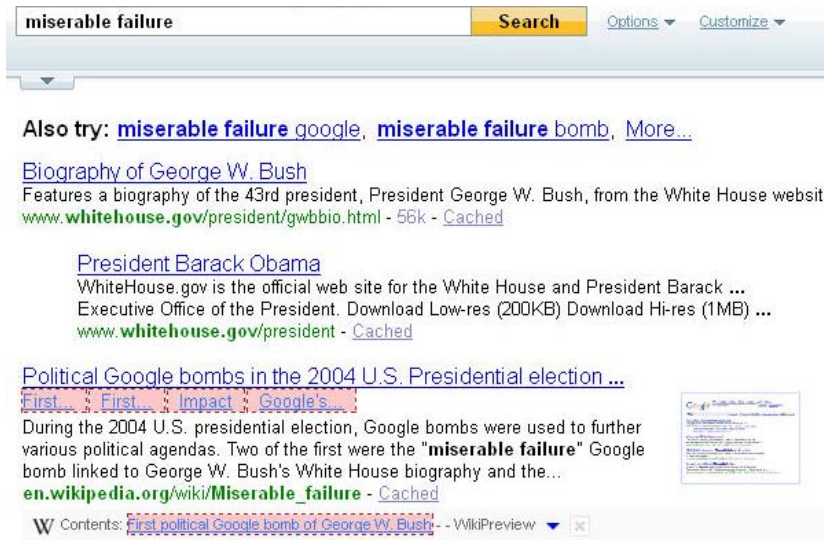 miserable failure Search Options Customize
Also try: miserable failure google, miserable failure bomb, More...
Biography of George W. Bush
Features a biography of the 43rd president, President George W. Bush, from the White House websit
www.whitehouse.gov/president/gwbbio.html - 56k - Cached
President Barack Obama
WhiteHouse.gov is the official web site for the White House and President Barack ...
Executive Office of the President. Download Low-res (200KB) Download Hi-res (1MB) ...
www.whitehouse.gov/president - Cached
Political Google bombs in the 2004 U.S. Presidential election ...
First... First... Impact Google's...
During the 2004 U.S. presidential election, Google bombs were used to further
various political agendas. Two of the first were the "miserable failure" Google
bomb linked to George W. Bush's White House biography and the...
en.wikipedia.org/wiki/Miserable_failure - Cached
W Contents: First political Google bomb of George W. Bush - - WikiPreview